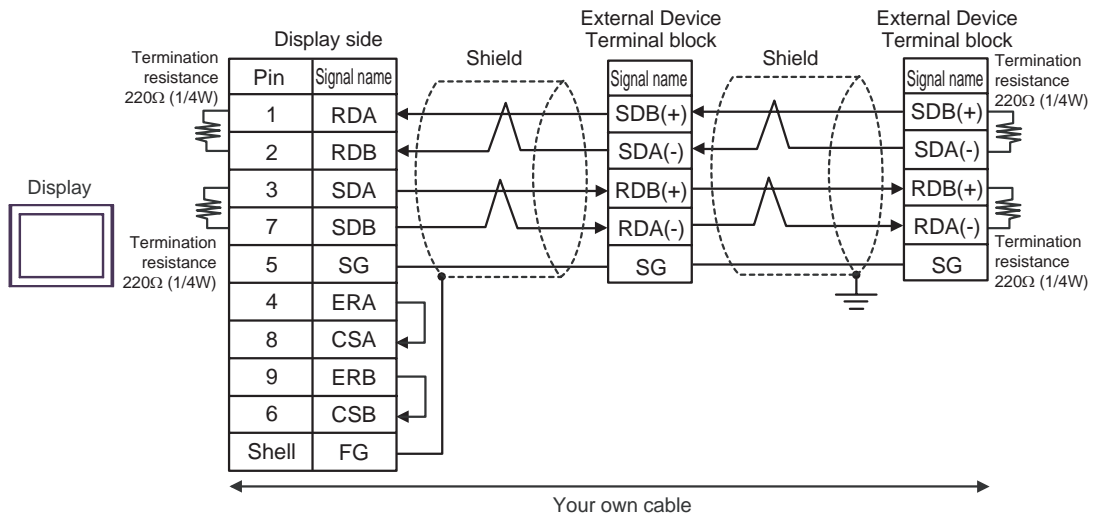 External Device
Terminal block
External Device
Terminal block
Display side
Shield
Shield
Termination
resistance
220Ω (1/4W)
Termination
resistance
220Ω (1/4W)
Pin Signal name
1 RDA
2 RDB
3 SDA
7 SDB
5 SG
4 ERA
8 CSA
9 ERB
6 CSB
Shell FG
Signal name
SDB(+)
SDA(-)
RDB(+)
RDA(-)
SG
Signal name
SDB(+)
SDA(-)
RDB(+)
RDA(-)
SG
Display
Termination
resistance
220Ω (1/4W)
Termination
resistance
220Ω (1/4W)
Your own cable